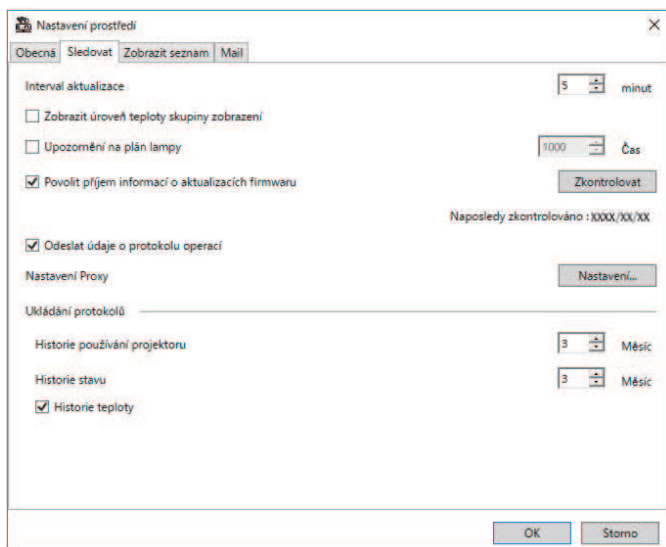 Nastavení prostředí
Obecná Sledovat Zobrazit seznam Mail
Interval aktualizace 5 minut
Zobrazit úroveň teploty skupiny zobrazení
Upozornění na plán lampy 1000 Čas
Povolit příjem informací o aktualizacích firmwaru Zkontrolovat
Naposledy zkontrolováno : XXXX/XX/XX
Odeslat údaje o protokolu operací
Nastavení Proxy Nastavení...
Ukládání protokolů
Historie používání projektoru 3 Měsíc
Historie stavu 3 Měsíc
Historie teploty
OK Storno